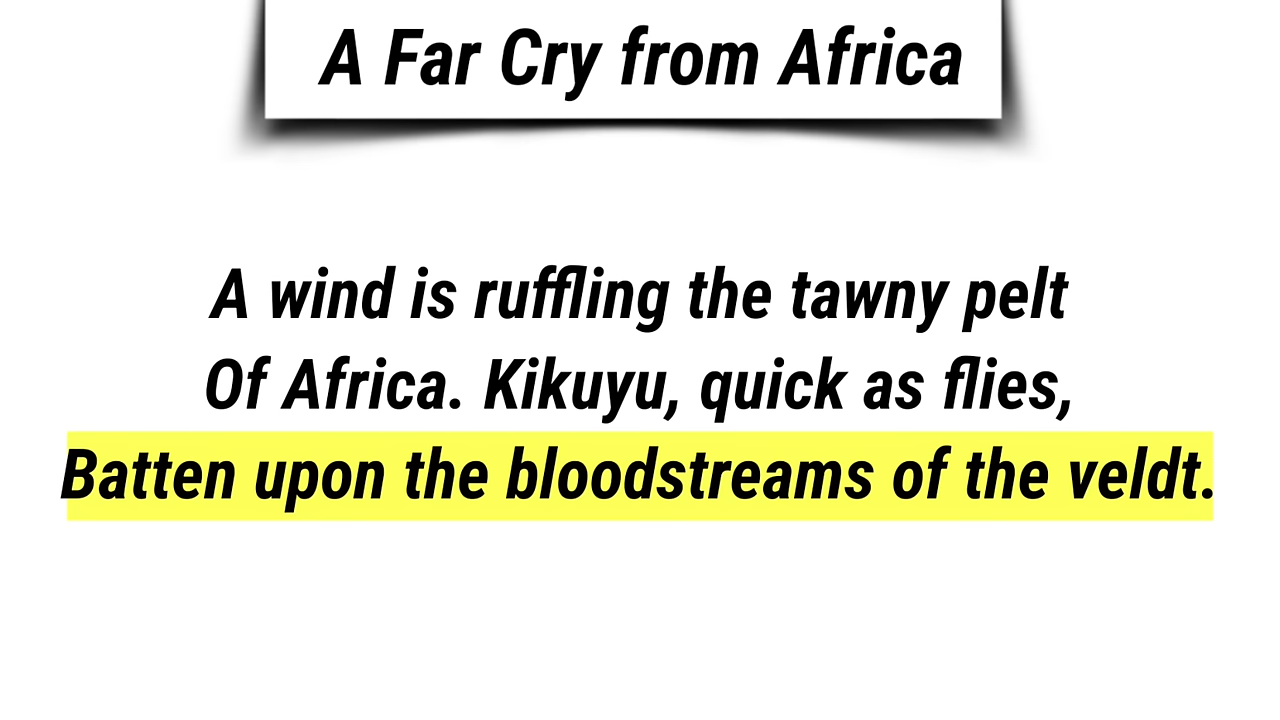 A Far Cry from Africa
A wind is ruffling the tawny pelt
Of Africa. Kikuyu, quick as flies,
Batten upon the bloodstreams of the veldt.